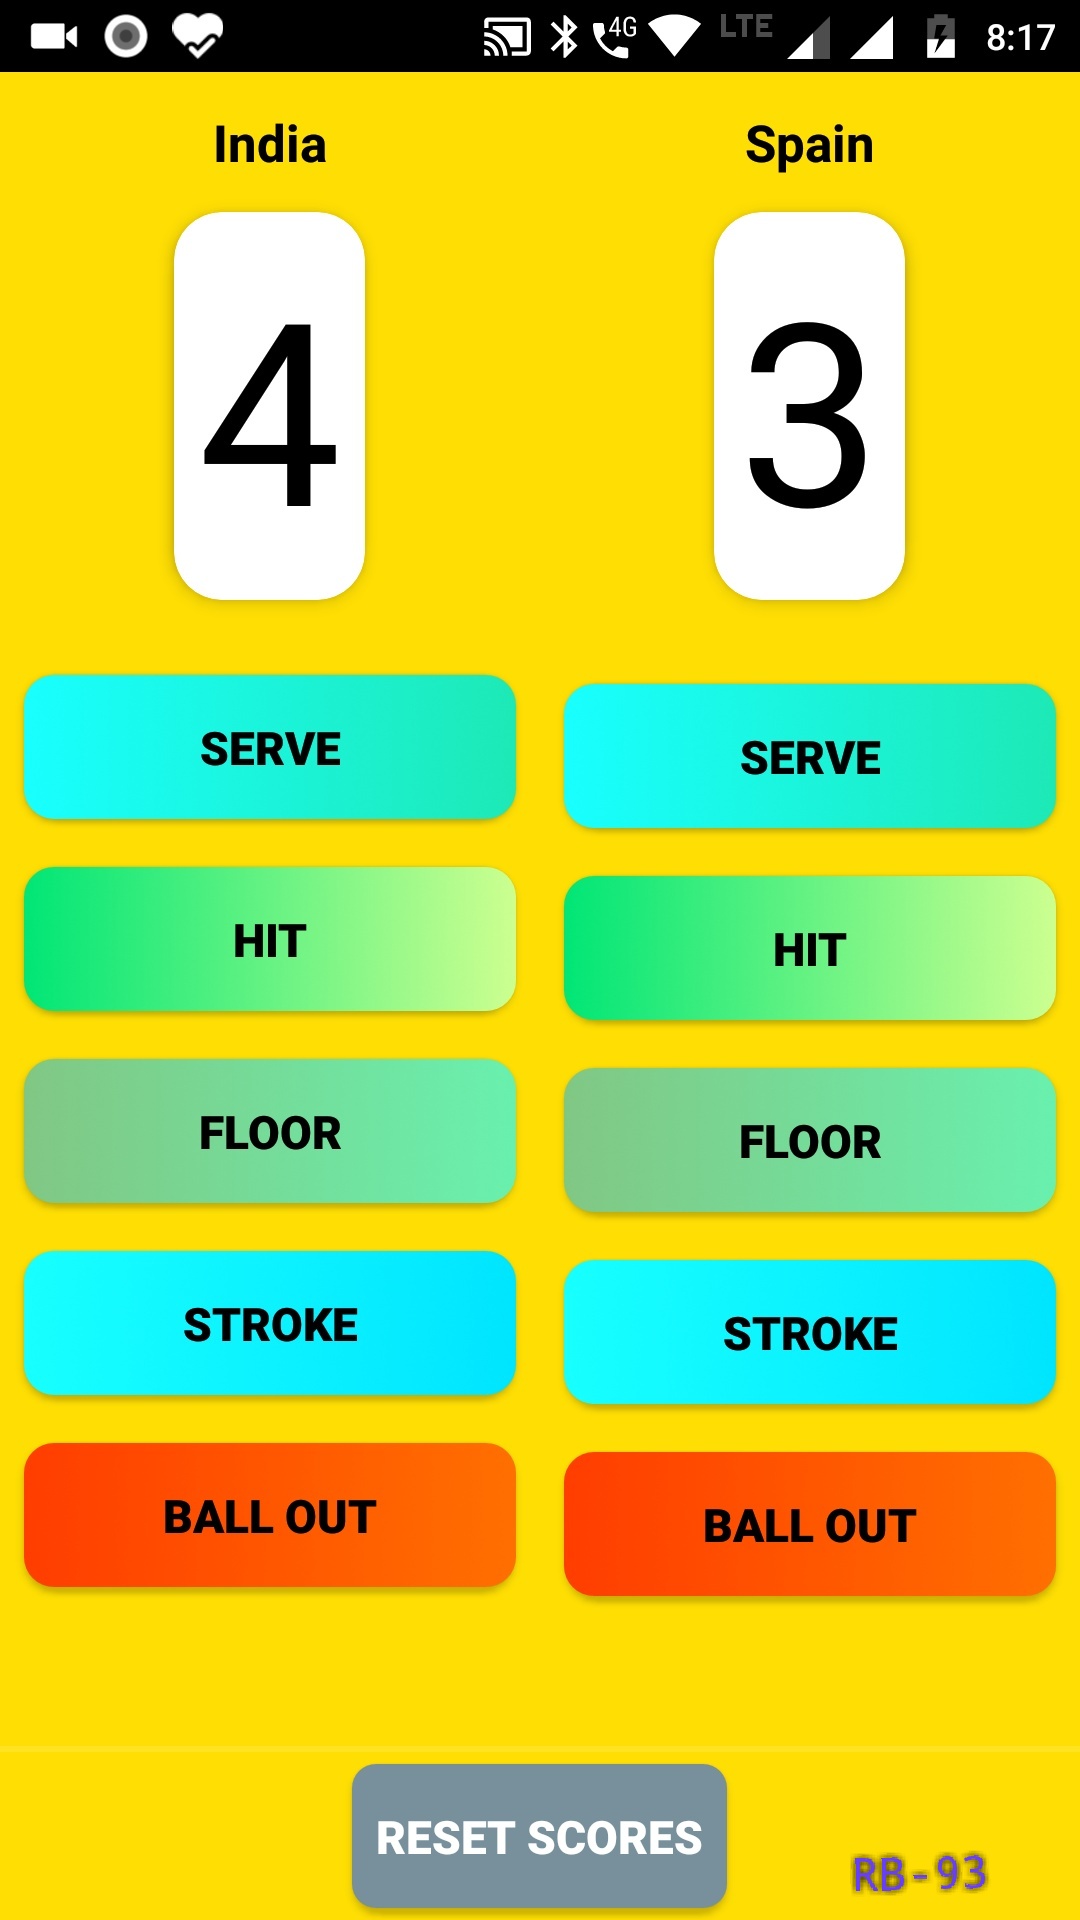 4G LTE 8:17
India Spain
4 3
SERVE SERVE
HIT HIT
FLOOR FLOOR
STROKE STROKE
BALL OUT BALL OUT
RESET SCORES
RB-93